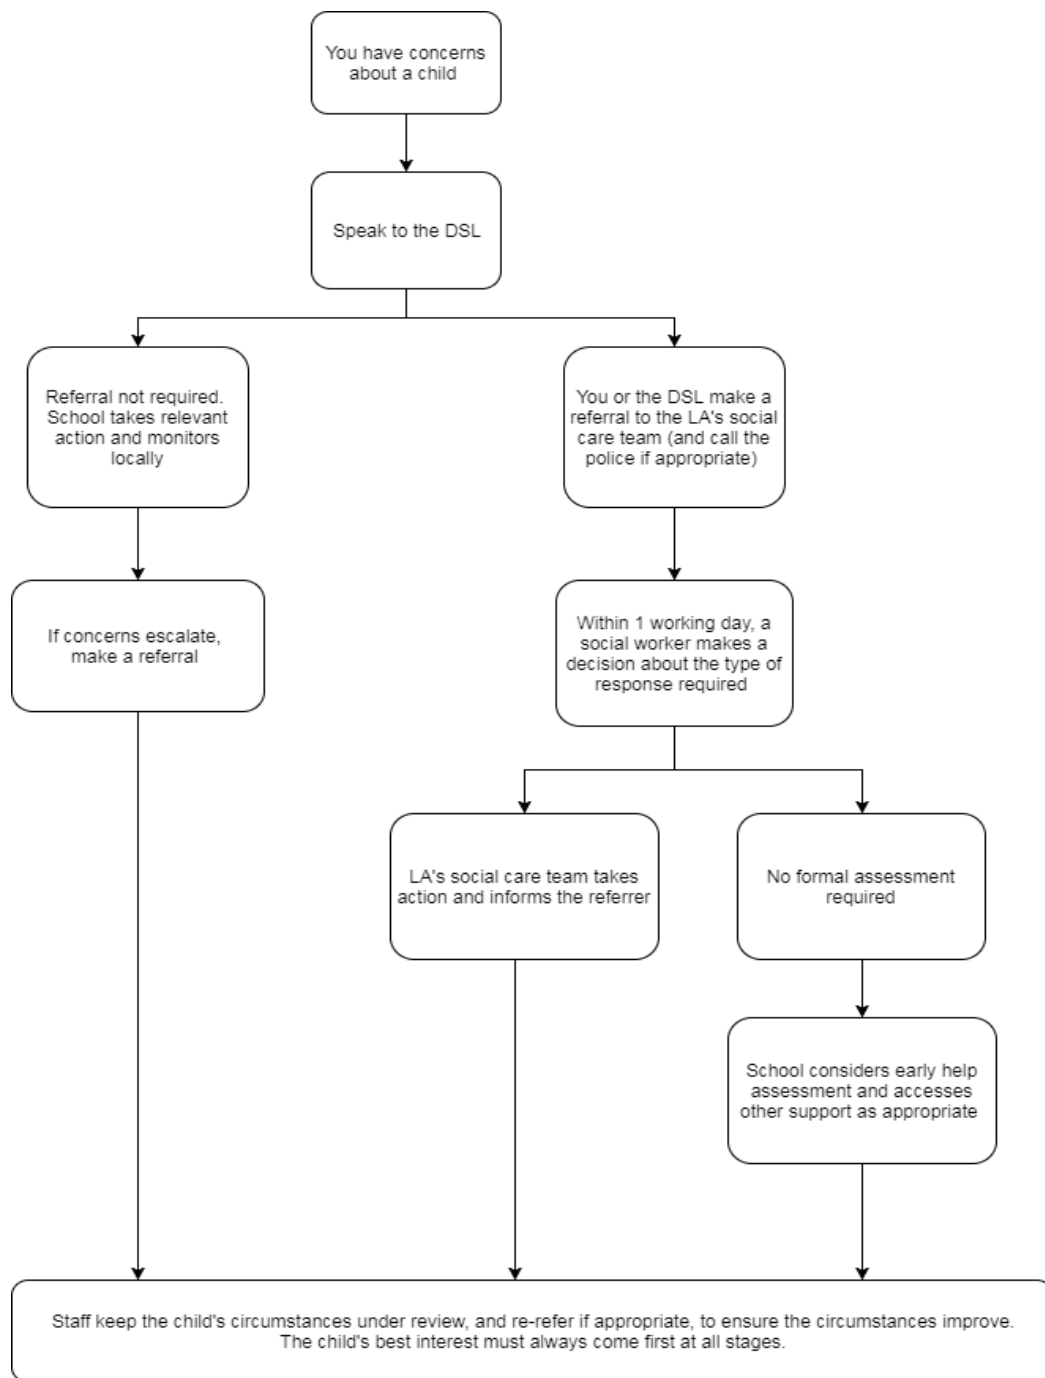 You have concerns
about a child
Speak to the DSL
Referral not required.
School takes relevant
action and monitors
locally
You or the DSL make a
referral to the LA's social
care team (and call the
police if appropriate)
If concerns escalate,
make a referral
Within 1 working day, a
social worker makes a
decision about the type of
response required
LA's social care team takes
action and informs the referrer
No formal assessment
required
School considers early help
assessment and accesses
other support as appropriate
Staff keep the child's circumstances under review, and re-refer if appropriate, to ensure the circumstances improve.
The child's best interest must always come first at all stages.